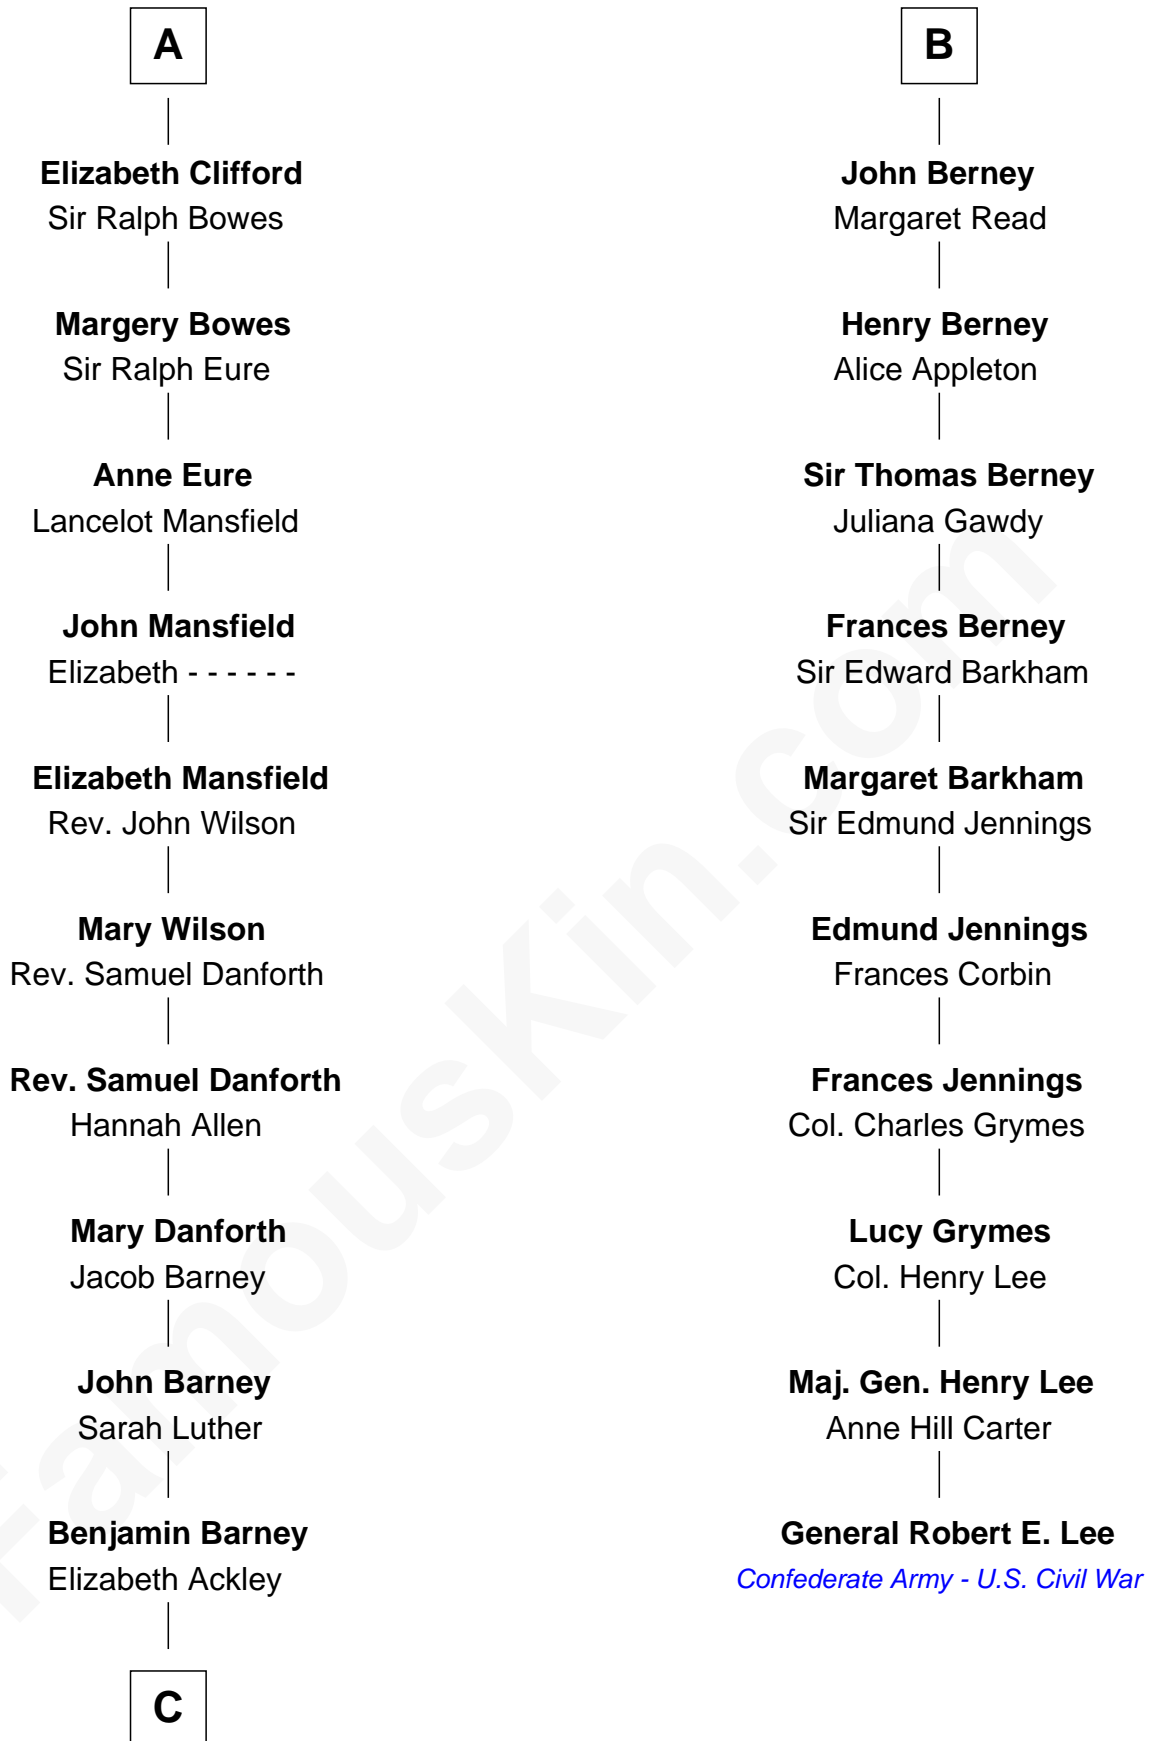 A
Elizabeth Clifford
Sir Ralph Bowes
Margery Bowes
Sir Ralph Eure
Anne Eure
Lancelot Mansfield
John Mansfield
Elizabeth - - - - - -
Elizabeth Mansfield
Rev. John Wilson
Mary Wilson
Rev. Samuel Danforth
Rev. Samuel Danforth
Hannah Allen
Mary Danforth
Jacob Barney
John Barney
Sarah Luther
Benjamin Barney
Elizabeth Ackley
C
B
John Berney
Margaret Read
Henry Berney
Alice Appleton
Sir Thomas Berney
Juliana Gawdy
Frances Berney
Sir Edward Barkham
Margaret Barkham
Sir Edmund Jennings
Edmund Jennings
Frances Corbin
Frances Jennings
Col. Charles Grymes
Lucy Grymes
Col. Henry Lee
Maj. Gen. Henry Lee
Anne Hill Carter
General Robert E. Lee
Confederate Army - U.S. Civil War
FamousKin.com